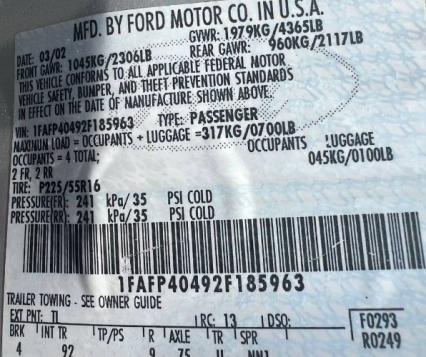 MFD. BY FORD MOTOR CO. IN U.S.A.
DATE: 03/02 GVWR: 1979KG/4365LB
FRONT GAWR: 1045KG/2306LB REAR GAWR: 960KG/2117LB
THIS VEHICLE CONFORMS TO ALL APPLICABLE FEDERAL MOTOR
VEHICLE SAFETY, BUMPER, AND THEFT PREVENTION STANDARDS
IN EFFECT ON THE DATE OF MANUFACTURE SHOWN ABOVE.
VIN: 1FAFP40492F185963 TYPE: PASSENGER
MAXIMUM LOAD = OCCUPANTS + LUGGAGE =317KG/0700LB
OCCUPANTS = 4 TOTAL; OCCUPANTS LUGGAGE
2 FR, 2 RR 045KG/0100LB
TIRE: P225/55R16
PRESSURE(FR): 241 kPa/35 PSI COLD
PRESSURE(RR): 241 kPa/35 PSI COLD
1FAFP40492F185963
TRAILER TOWING - SEE OWNER GUIDE
EXT PNT: RC: 13 DSO: F0293
BRK INT TR TP/PS R AXLE TR SPR R0249
4 92 9 75 U